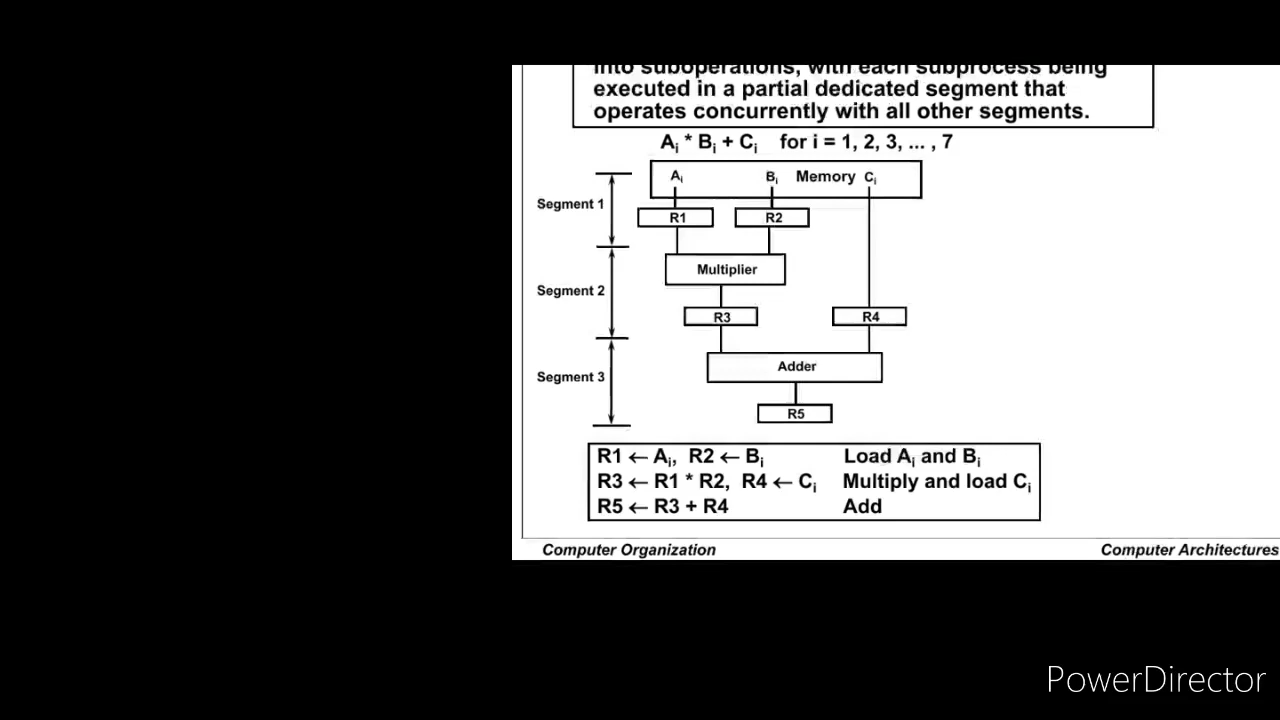 into suboperations, with each subprocess being
executed in a partial dedicated segment that
operates concurrently with all other segments.
Ai * Bi + Ci for i = 1, 2, 3, ... , 7
Ai Bi Memory Ci
Segment 1
R1 R2
Multiplier
Segment 2
R3 R4
Adder
Segment 3
R5
R1 ← Ai, R2 ← Bi Load Ai and Bi
R3 ← R1 * R2, R4 ← Ci Multiply and load Ci
R5 ← R3 + R4 Add
Computer Organization Computer Architectures
PowerDirector